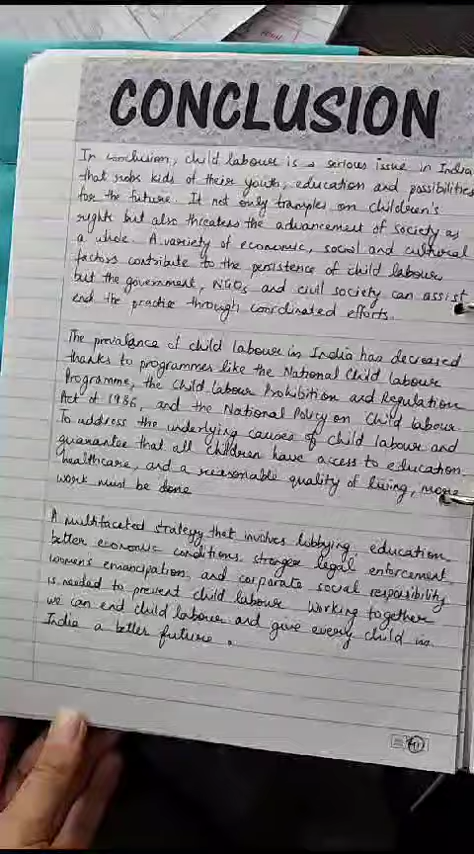 CONCLUSION
In conclusion, child labour is a serious issue in India
that robs kids of their youth, education and possibilities
for the future. It not only tramples on children's
rights but also threatens the advancement of society as
a whole. A variety of economic, social and cultural
factors contribute to the persistence of child labour
but the government, NGOs and civil society can assist
end the practise through coordinated efforts.
The prevalance of child labour in India has decreased
thanks to programmes like the National Child Labour
Programme, the Child Labour Prohibition and Regulation
Act of 1986, and the National Policy on Child Labour.
To address the underlying causes of child labour and
guarantee that all children have access to education
healthcare, and a reasonable quality of living, more
work must be done
A multifaceted strategy that involves lobbying, education,
better economic conditions, stronger legal enforcement,
women's emancipation, and corporate social responsibility
is needed to prevent child labour Working together
we can end child labour and give every child in
India a better future.